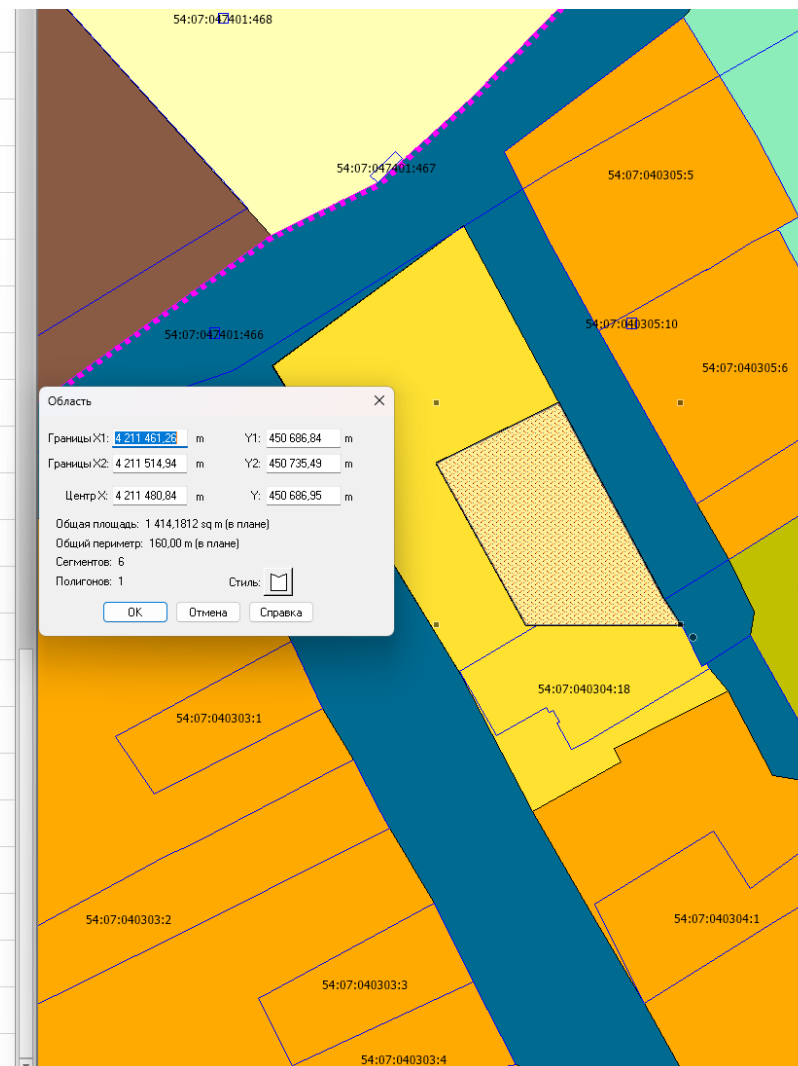 54:07:047401:468
54:07:047401:467
54:07:040305:5
54:07:047401:466
54:07:040305:10
54:07:040305:6
Область
Границы X1: 4 211 461,26 m Y1: 450 686,84 m
Границы X2: 4 211 514,94 m Y2: 450 735,49 m
Центр X: 4 211 480,84 m Y: 450 686,95 m
Общая площадь: 1 414,1812 sq m (в плане)
Общий периметр: 160,00 m (в плане)
Сегментов: 6
Полигонов: 1 Стиль:
OK Отмена Справка
54:07:040304:18
54:07:040303:1
54:07:040303:2
54:07:040304:1
54:07:040303:3
54:07:040303:4